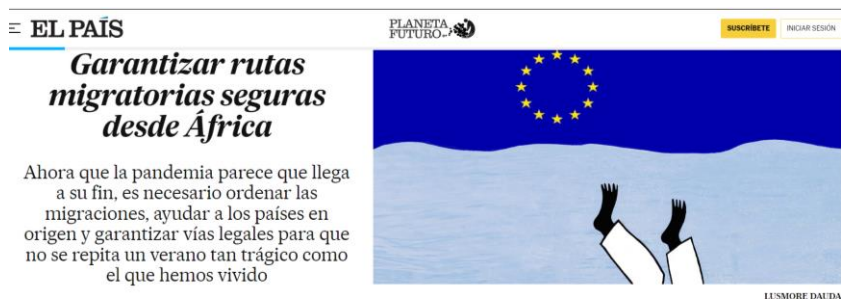 EL PAÍS
PLANETA
FUTURO
SUSCRÍBETE
INICIAR SESIÓN
Garantizar rutas
migratorias seguras
desde África
Ahora que la pandemia parece que llega
a su fin, es necesario ordenar las
migraciones, ayudar a los países en
origen y garantizar vías legales para que
no se repita un verano tan trágico como
el que hemos vivido
LUSMORE DAUDA